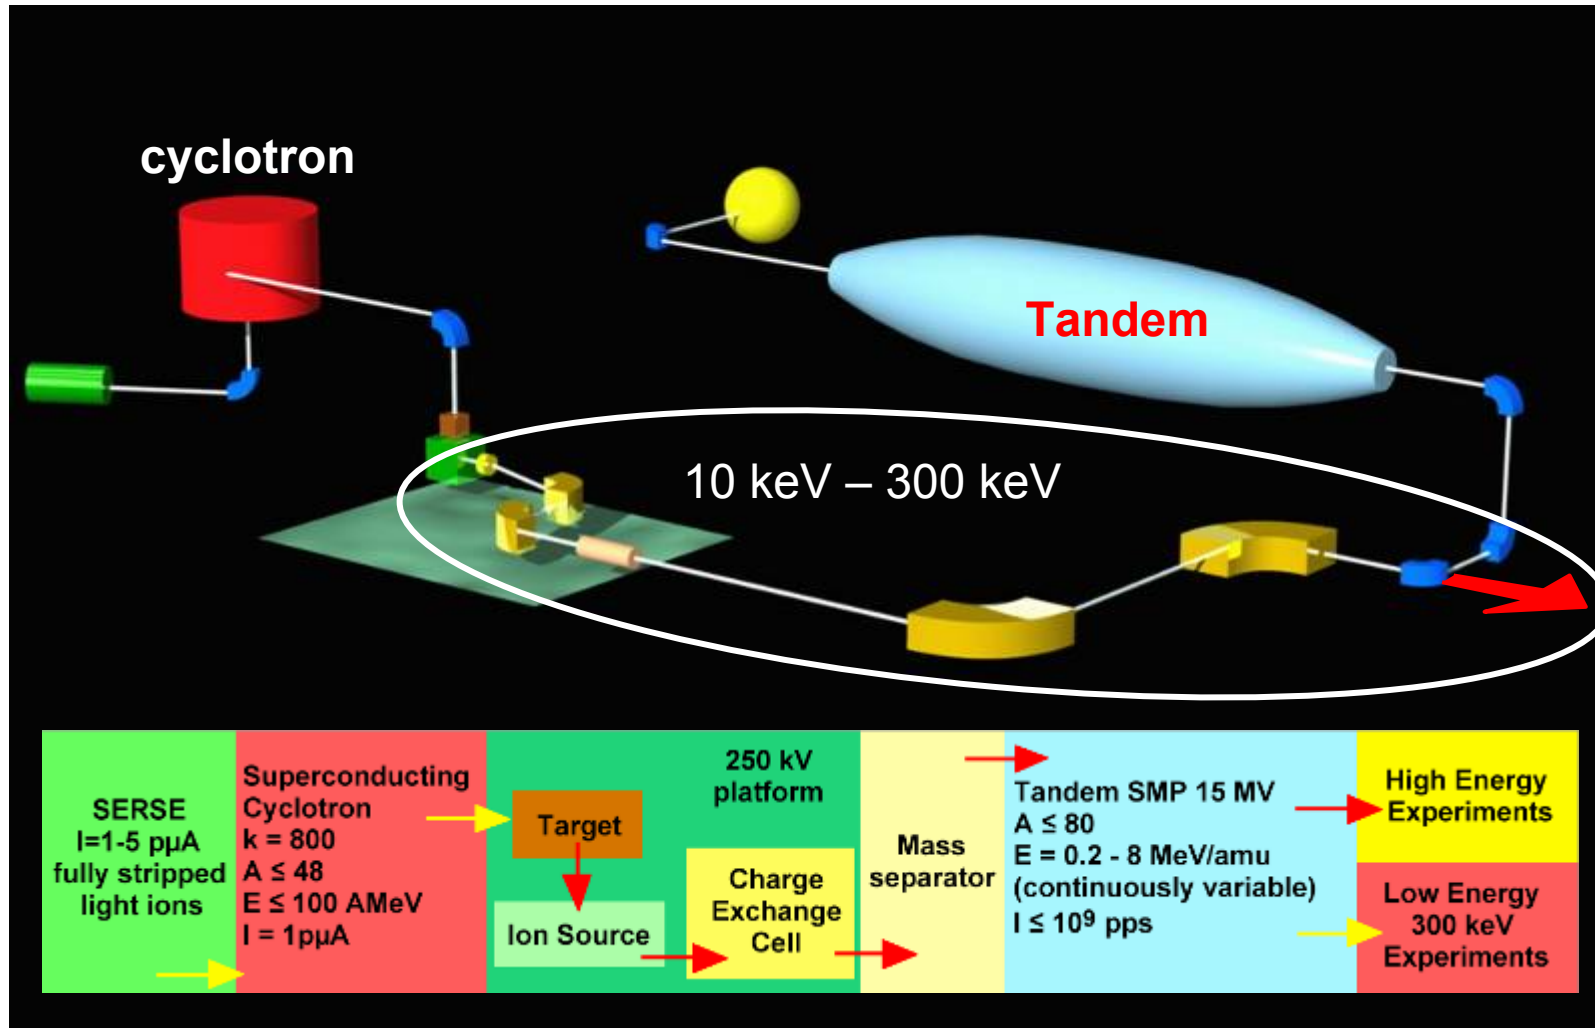 cyclotron
Tandem
10 keV – 300 keV
SERSE
I=1-5 pµA
fully stripped
light ions
Superconducting
Cyclotron
k = 800
A ≤ 48
E ≤ 100 AMeV
I = 1pµA
250 kV
platform
Target
Ion Source
Charge
Exchange
Cell
Mass
separator
Tandem SMP 15 MV
A ≤ 80
E = 0.2 - 8 MeV/amu
(continuously variable)
I ≤ 10⁹ pps
High Energy
Experiments
Low Energy
300 keV
Experiments